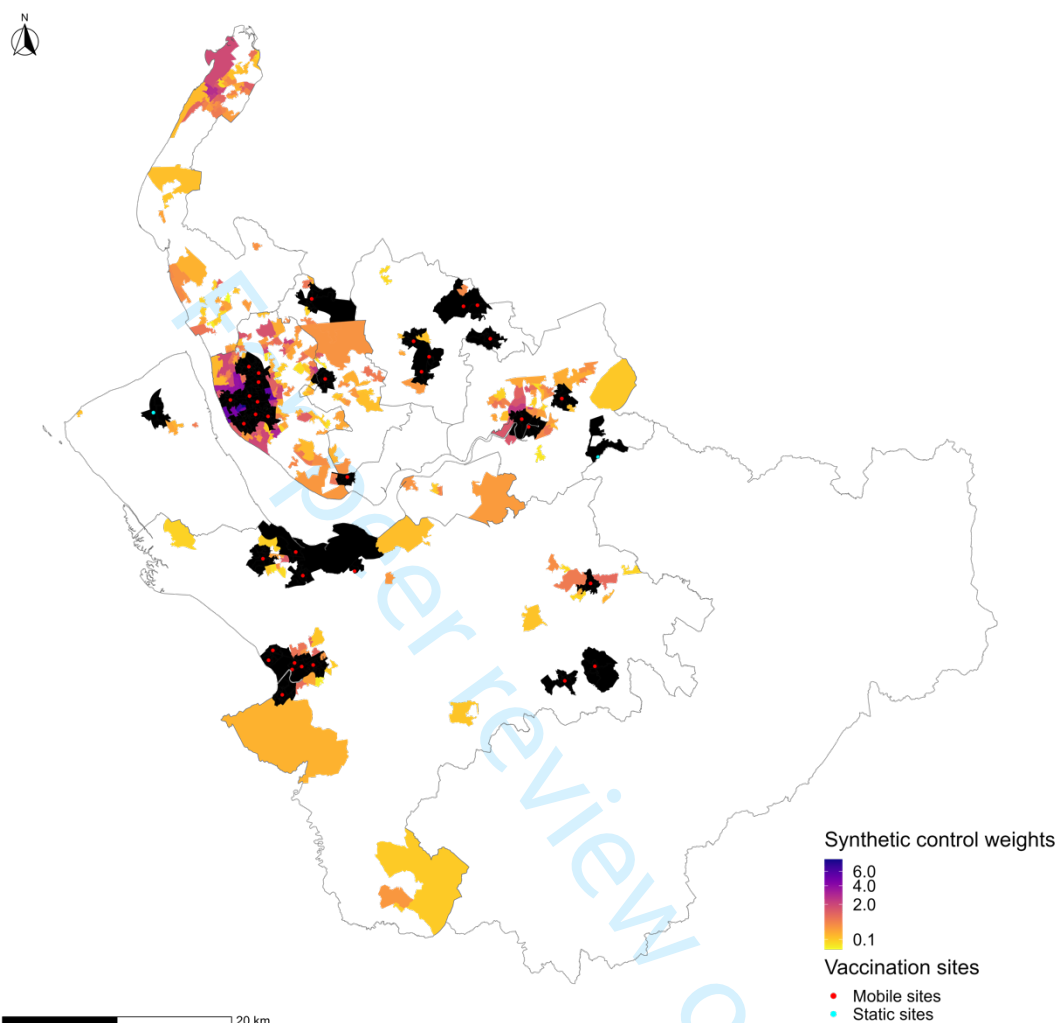 N
For peer review o
Synthetic control weights
6.0
4.0
2.0
0.1
Vaccination sites
Mobile sites
Static sites
20 km